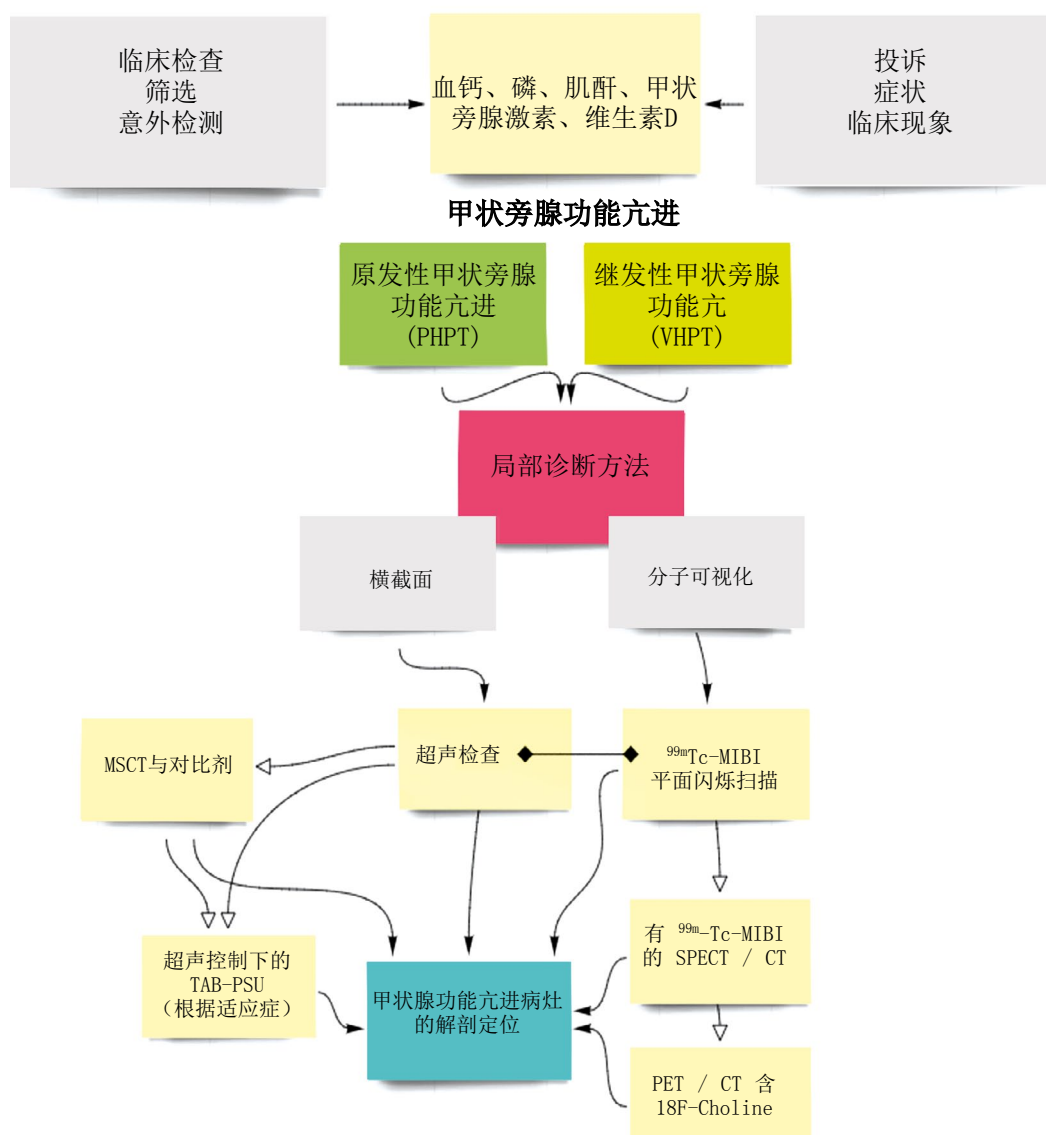 临床检查
筛选
意外检测
血钙、磷、肌酐、甲状
旁腺激素、维生素D
投诉
症状
临床现象
甲状旁腺功能亢进
原发性甲状旁腺
功能亢进
(PHPT)
继发性甲状旁腺
功能亢
(VHPT)
局部诊断方法
横截面
分子可视化
MSCT与对比剂
超声检查
99mTc-MIBI
平面闪烁扫描
超声控制下的
TAB-PSU
（根据适应症）
甲状腺功能亢进病灶
的解剖定位
有 99m-Tc-MIBI
的 SPECT / CT
PET / CT 含
18F-Choline